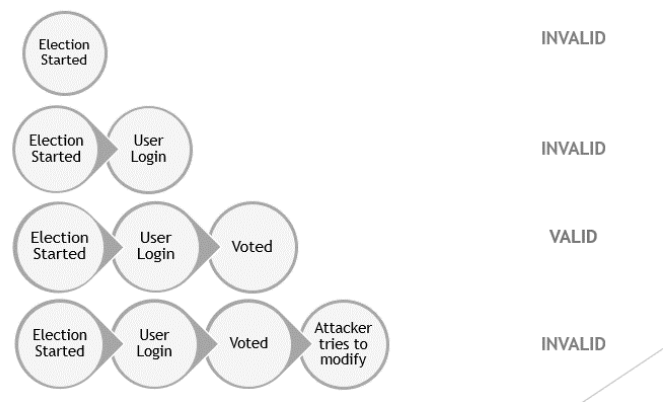 Election
Started
INVALID
Election
Started
User
Login
INVALID
Election
Started
User
Login
Voted
VALID
Election
Started
User
Login
Voted
Attacker
tries to
modify
INVALID